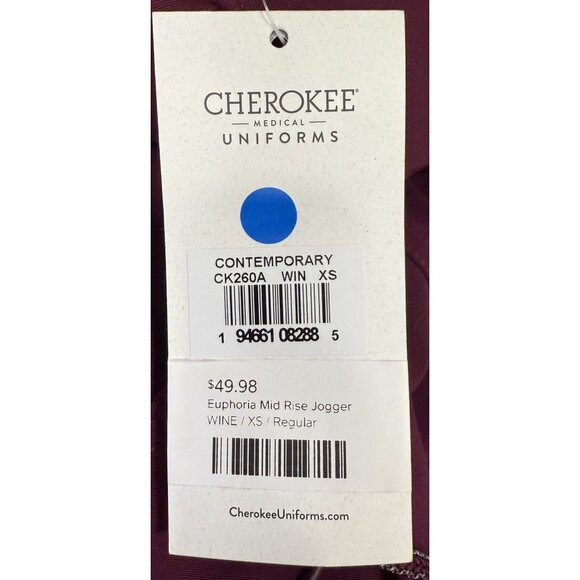 CHEROKEE®
MEDICAL
UNIFORMS
CONTEMPORARY
CK260A WIN XS
1 94661 08288 5
$49.98
Euphoria Mid Rise Jogger
WINE / XS / Regular
CherokeeUniforms.com